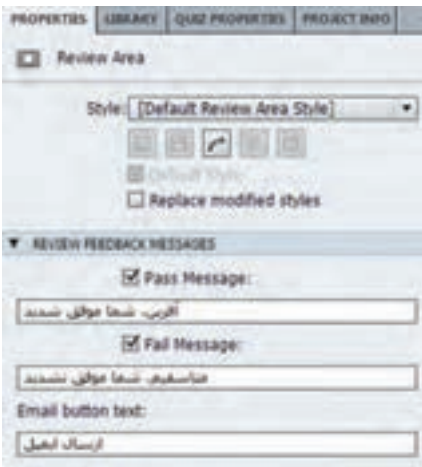 PROPERTIES LIBRARY QUIZ PROPERTIES PROJECT INFO
Review Area
Style: [Default Review Area Style]
Default Style
Replace modified styles
REVIEW FEEDBACK MESSAGES
Pass Message:
آفرین، شما موفق شدید
Fail Message:
متاسفیم، شما موفق نشدید
Email button text:
ارسال ایمیل